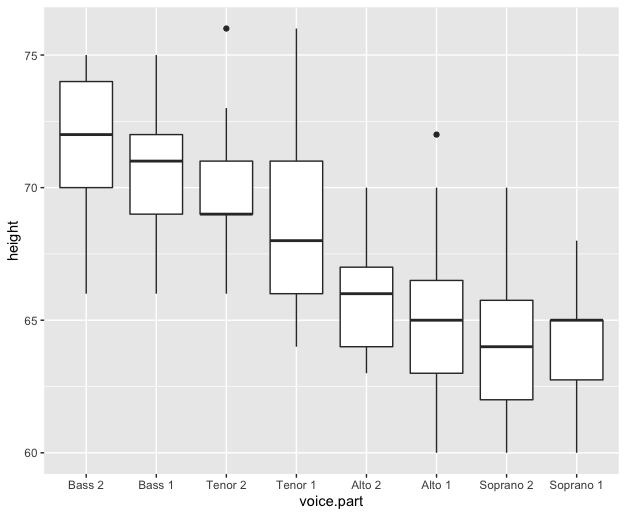 height
75
70
65
60
Bass 2 Bass 1 Tenor 2 Tenor 1 Alto 2 Alto 1 Soprano 2 Soprano 1
voice.part